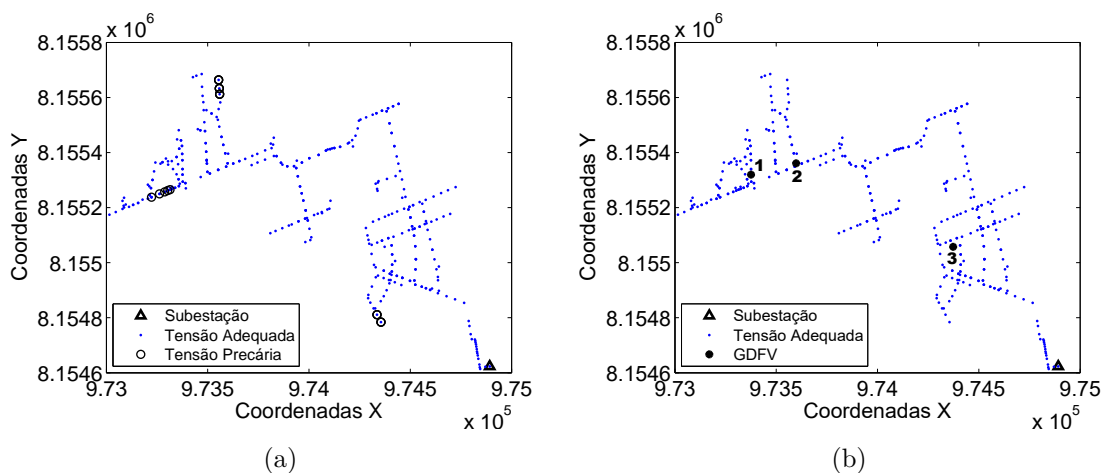 x 10^6
8.1558
8.1556
8.1554
8.1552
8.155
8.1548
8.1546
Coordenadas Y
Subestação
Tensão Adequada
Tensão Precária
9.73 9.735 9.74 9.745 9.75
Coordenadas X
x 10^5
(a)
x 10^6
8.1558
8.1556
8.1554
8.1552
8.155
8.1548
8.1546
Coordenadas Y
1
2
3
Subestação
Tensão Adequada
GDFV
9.73 9.735 9.74 9.745 9.75
Coordenadas X
x 10^5
(b)